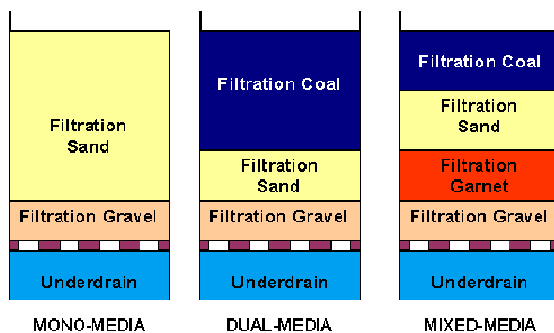 Filtration
Sand
Filtration Gravel
Underdrain
MONO-MEDIA
Filtration Coal
Filtration
Sand
Filtration Gravel
Underdrain
DUAL-MEDIA
Filtration Coal
Filtration
Sand
Filtration
Garnet
Filtration Gravel
Underdrain
MIXED-MEDIA